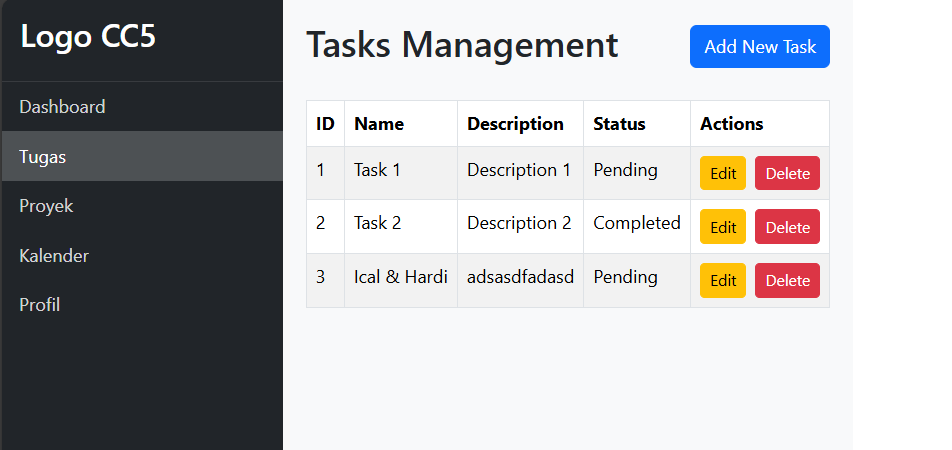 Logo CC5
Dashboard
Tugas
Proyek
Kalender
Profil
Tasks Management
Add New Task
ID Name Description Status Actions
1 Task 1 Description 1 Pending Edit Delete
2 Task 2 Description 2 Completed Edit Delete
3 Ical & Hardi adsasdfadasd Pending Edit Delete